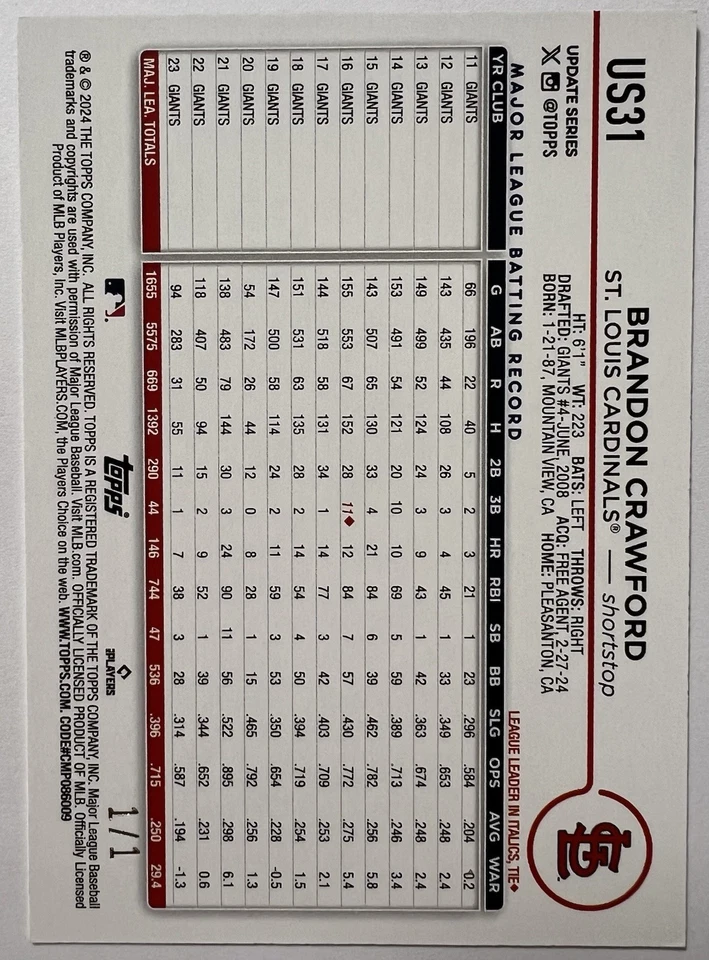 US31
BRANDON CRAWFORD
ST. LOUIS CARDINALS® — shortstop
UPDATE SERIES
X @TOPPS
HT: 6'1" WT: 223 BATS: LEFT THROWS: RIGHT
DRAFTED: GIANTS #4-JUNE, 2008 ACQ: FREE AGENT, 2-27-24
BORN: 1-21-87, MOUNTAIN VIEW, CA HOME: PLEASANTON, CA
MAJOR LEAGUE BATTING RECORD
LEAGUE LEADER IN ITALICS, TIE♦
YR CLUB G AB R H 2B 3B HR RBI SB BB SLG OPS AVG WAR
11 GIANTS 66 196 22 40 5 2 3 21 1 23 .296 .584 .204 0.2
12 GIANTS 143 435 44 108 26 3 4 45 1 33 .349 .653 .248 2.4
13 GIANTS 149 499 52 124 24 3 9 43 1 42 .363 .674 .248 2.4
14 GIANTS 153 491 54 121 20 10 10 69 5 59 .389 .713 .246 3.4
15 GIANTS 143 507 65 130 33 4 21 84 6 39 .462 .782 .256 5.8
16 GIANTS 155 553 67 152 28 11♦ 12 84 7 57 .430 .772 .275 5.4
17 GIANTS 144 518 58 131 34 1 14 77 3 42 .403 .709 .253 2.1
18 GIANTS 151 531 63 135 28 2 14 54 4 50 .394 .719 .254 1.5
19 GIANTS 147 500 58 114 24 2 11 59 3 53 .350 .654 .228 -0.5
20 GIANTS 54 172 26 44 12 0 8 28 1 15 .465 .792 .256 1.3
21 GIANTS 138 483 79 144 30 3 24 90 11 56 .522 .895 .298 6.1
22 GIANTS 118 407 50 94 15 2 9 52 1 39 .344 .652 .231 0.6
23 GIANTS 94 283 31 55 11 1 7 38 3 28 .314 .587 .194 -1.3
MAJ. LEA. TOTALS 1655 5575 669 1392 290 44 146 744 47 536 .396 .715 .250 29.4
topps
PLAYERS
1/1
® & © 2024 THE TOPPS COMPANY, INC. ALL RIGHTS RESERVED. TOPPS IS A REGISTERED TRADEMARK OF THE TOPPS COMPANY, INC. Major League Baseball
trademarks and copyrights are used with permission of Major League Baseball. Visit MLB.com. OFFICIALLY LICENSED PRODUCT OF MLB. Officially Licensed
Product of MLB Players, Inc. Visit MLBPLAYERS.COM, the Players Choice on the web. WWW.TOPPS.COM. CODE#CMP086009